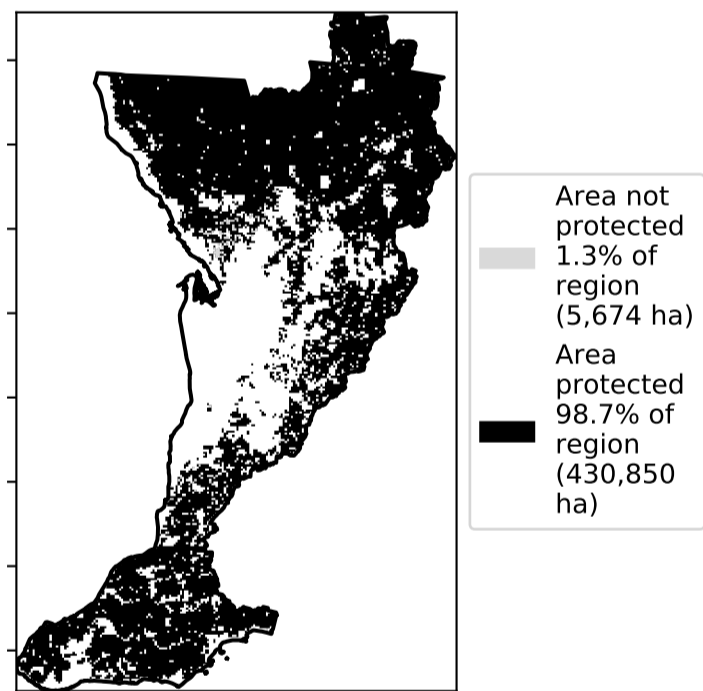 Area not
protected
1.3% of
region
(5,674 ha)
Area
protected
98.7% of
region
(430,850
ha)